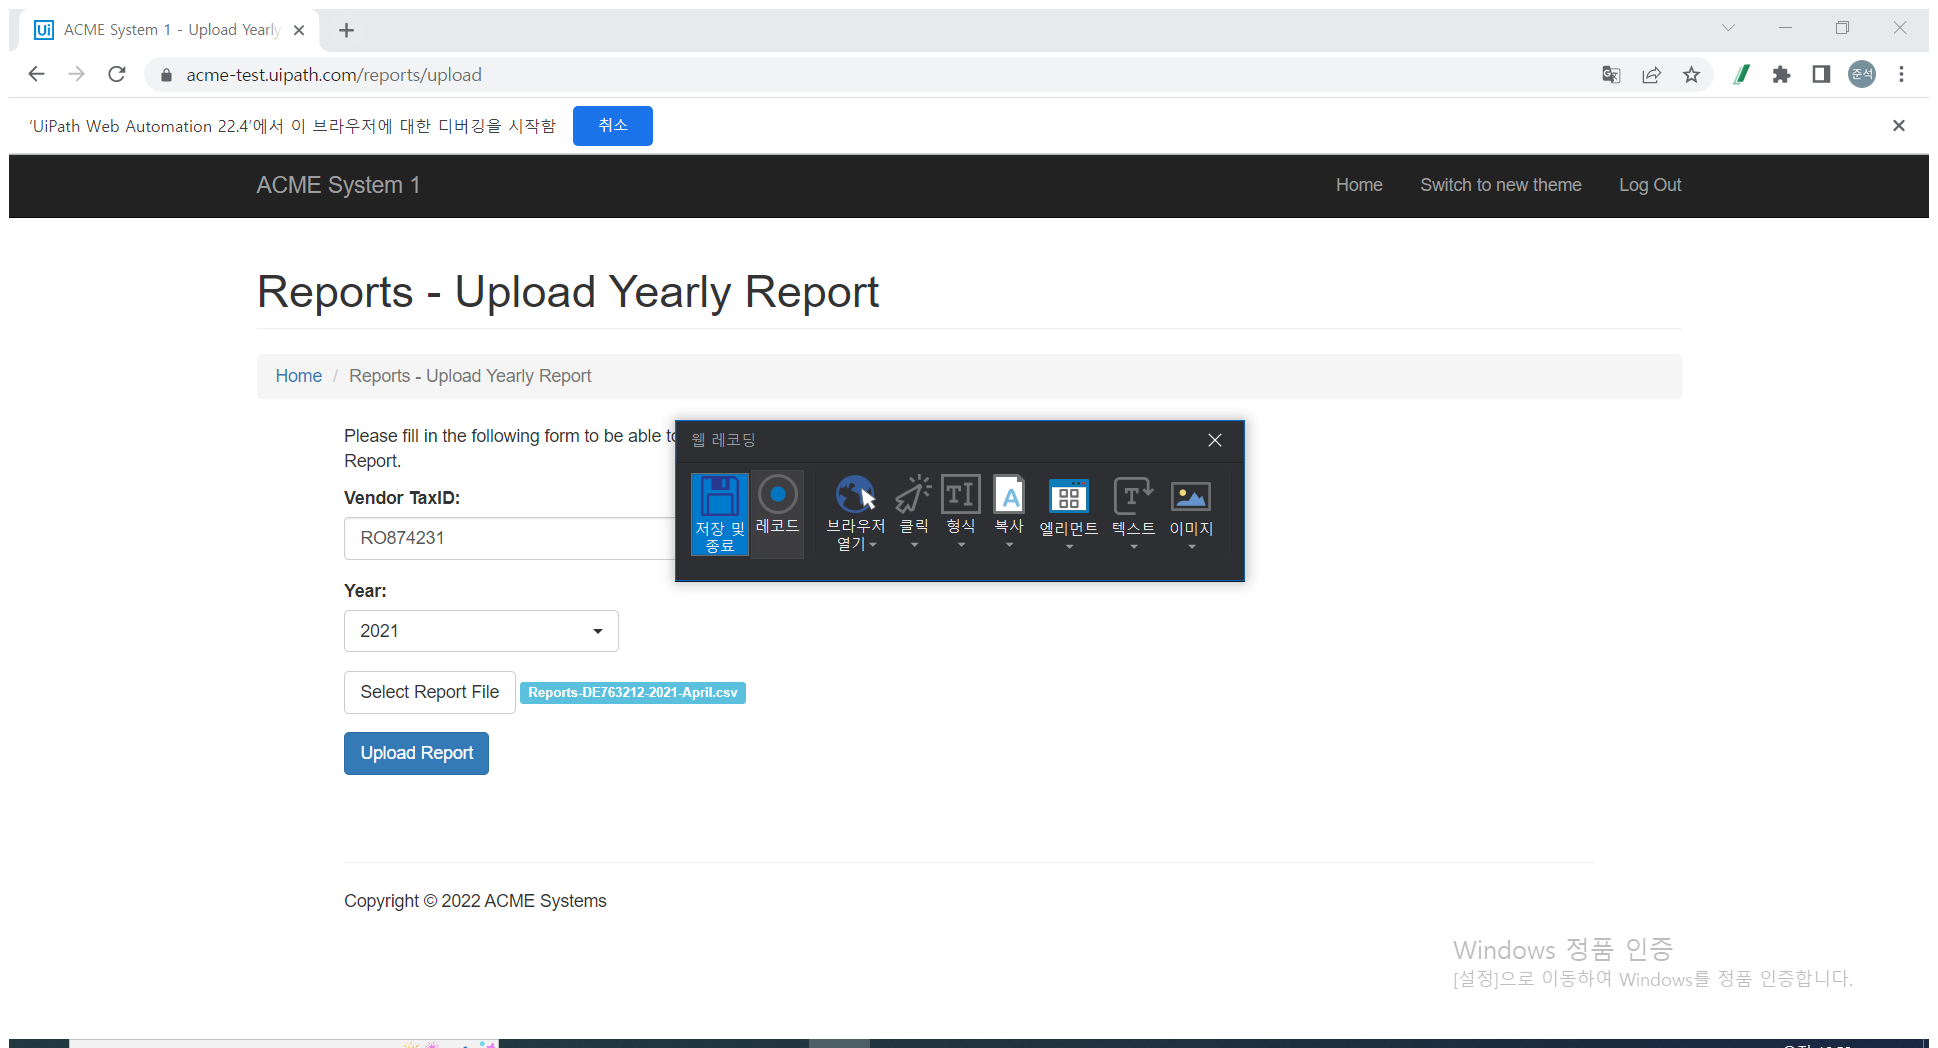 ACME System 1 - Upload Yearly
acme-test.uipath.com/reports/upload
준석
'UiPath Web Automation 22.4'에서 이 브라우저에 대한 디버깅을 시작함
취소
ACME System 1
Home
Switch to new theme
Log Out
Reports - Upload Yearly Report
Home / Reports - Upload Yearly Report
Please fill in the following form to be able
Report.
Vendor TaxID:
RO874231
웹 레코딩
저장 및
종료
레코드
브라우저
열기
클릭
형식
복사
엘리먼트
텍스트
이미지
Year:
2021
Select Report File
Reports-DE763212-2021-April.csv
Upload Report
Copyright © 2022 ACME Systems
Windows 정품 인증
[설정]으로 이동하여 Windows를 정품 인증합니다.